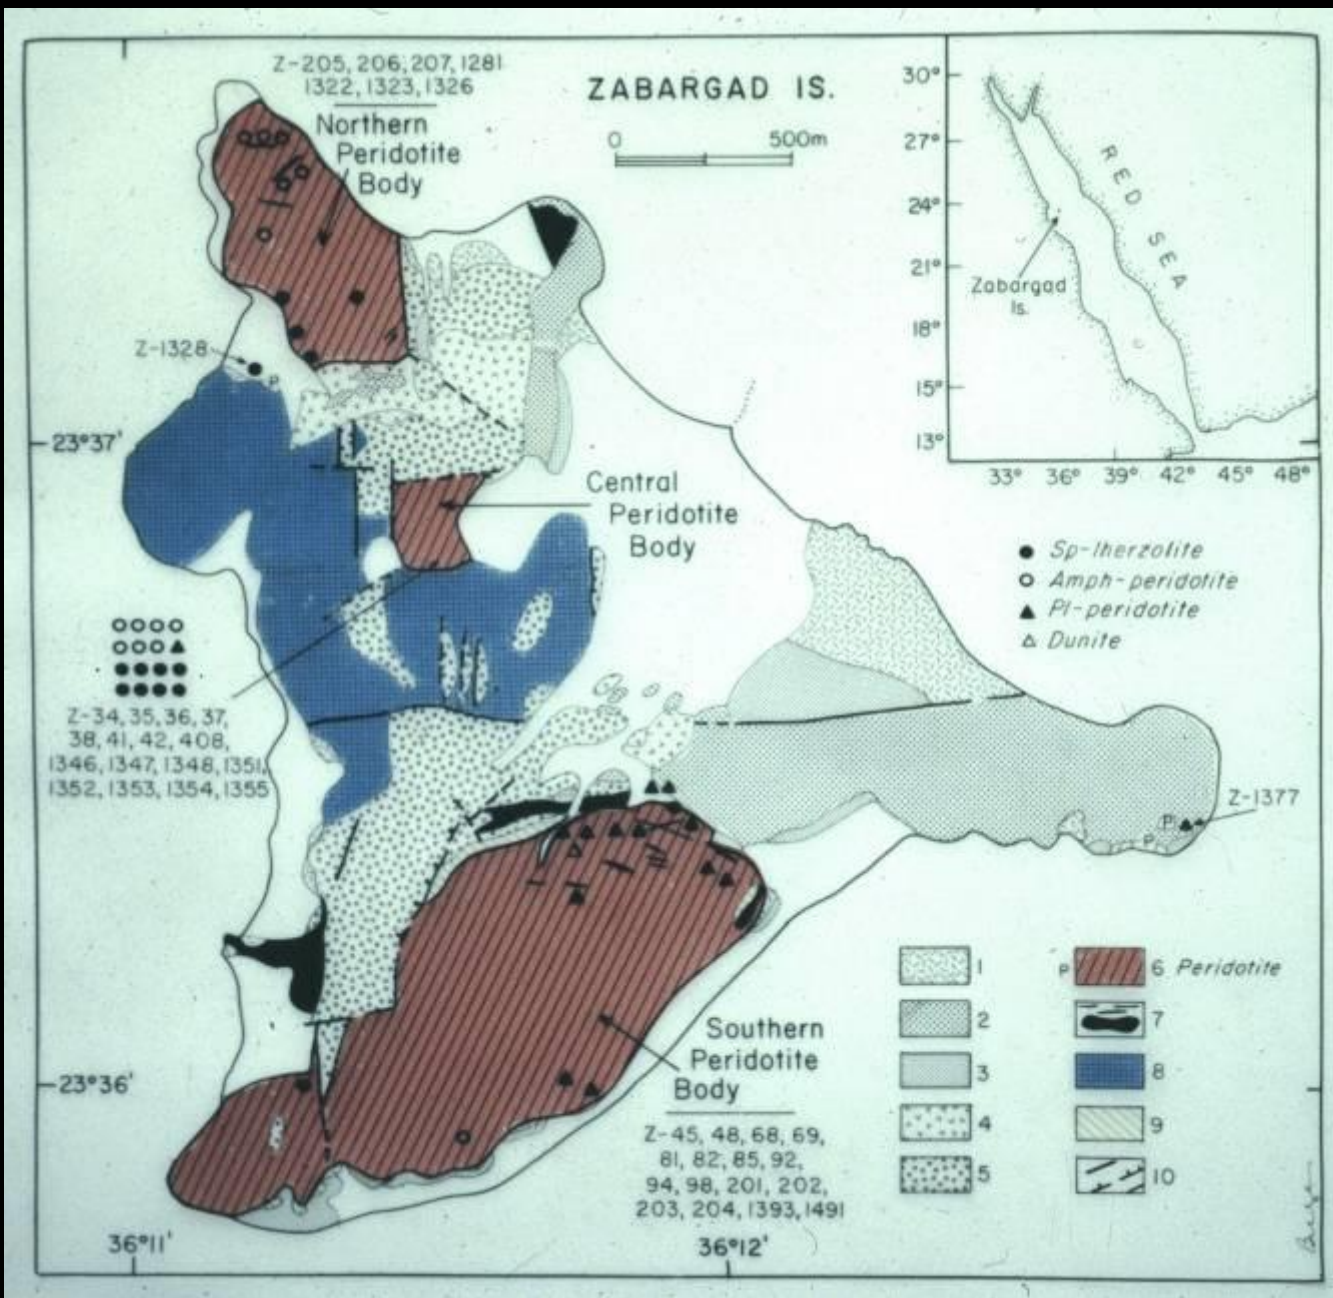 Z-205, 206, 207, 1281
1322, 1323, 1326
Northern
Peridotite
Body
ZABARGAD IS.
0 500m
30°
27°
24°
21°
18°
15°
13°
33° 36° 39° 42° 45° 48°
RED SEA
Zabargad
Is.
Z-1328
P
23°37'
Central
Peridotite
Body
Sp-lherzolite
Amph-peridotite
Pl-peridotite
Dunite
Z-34, 35, 36, 37,
38, 41, 42, 408,
1346, 1347, 1348, 1351,
1352, 1353, 1354, 1355
Z-1377
P
P
23°36'
Southern
Peridotite
Body
Z-45, 48, 68, 69,
81, 82, 85, 92,
94, 98, 201, 202,
203, 204, 1393, 1491
1
2
3
4
5
P 6 Peridotite
7
8
9
10
36°11' 36°12'